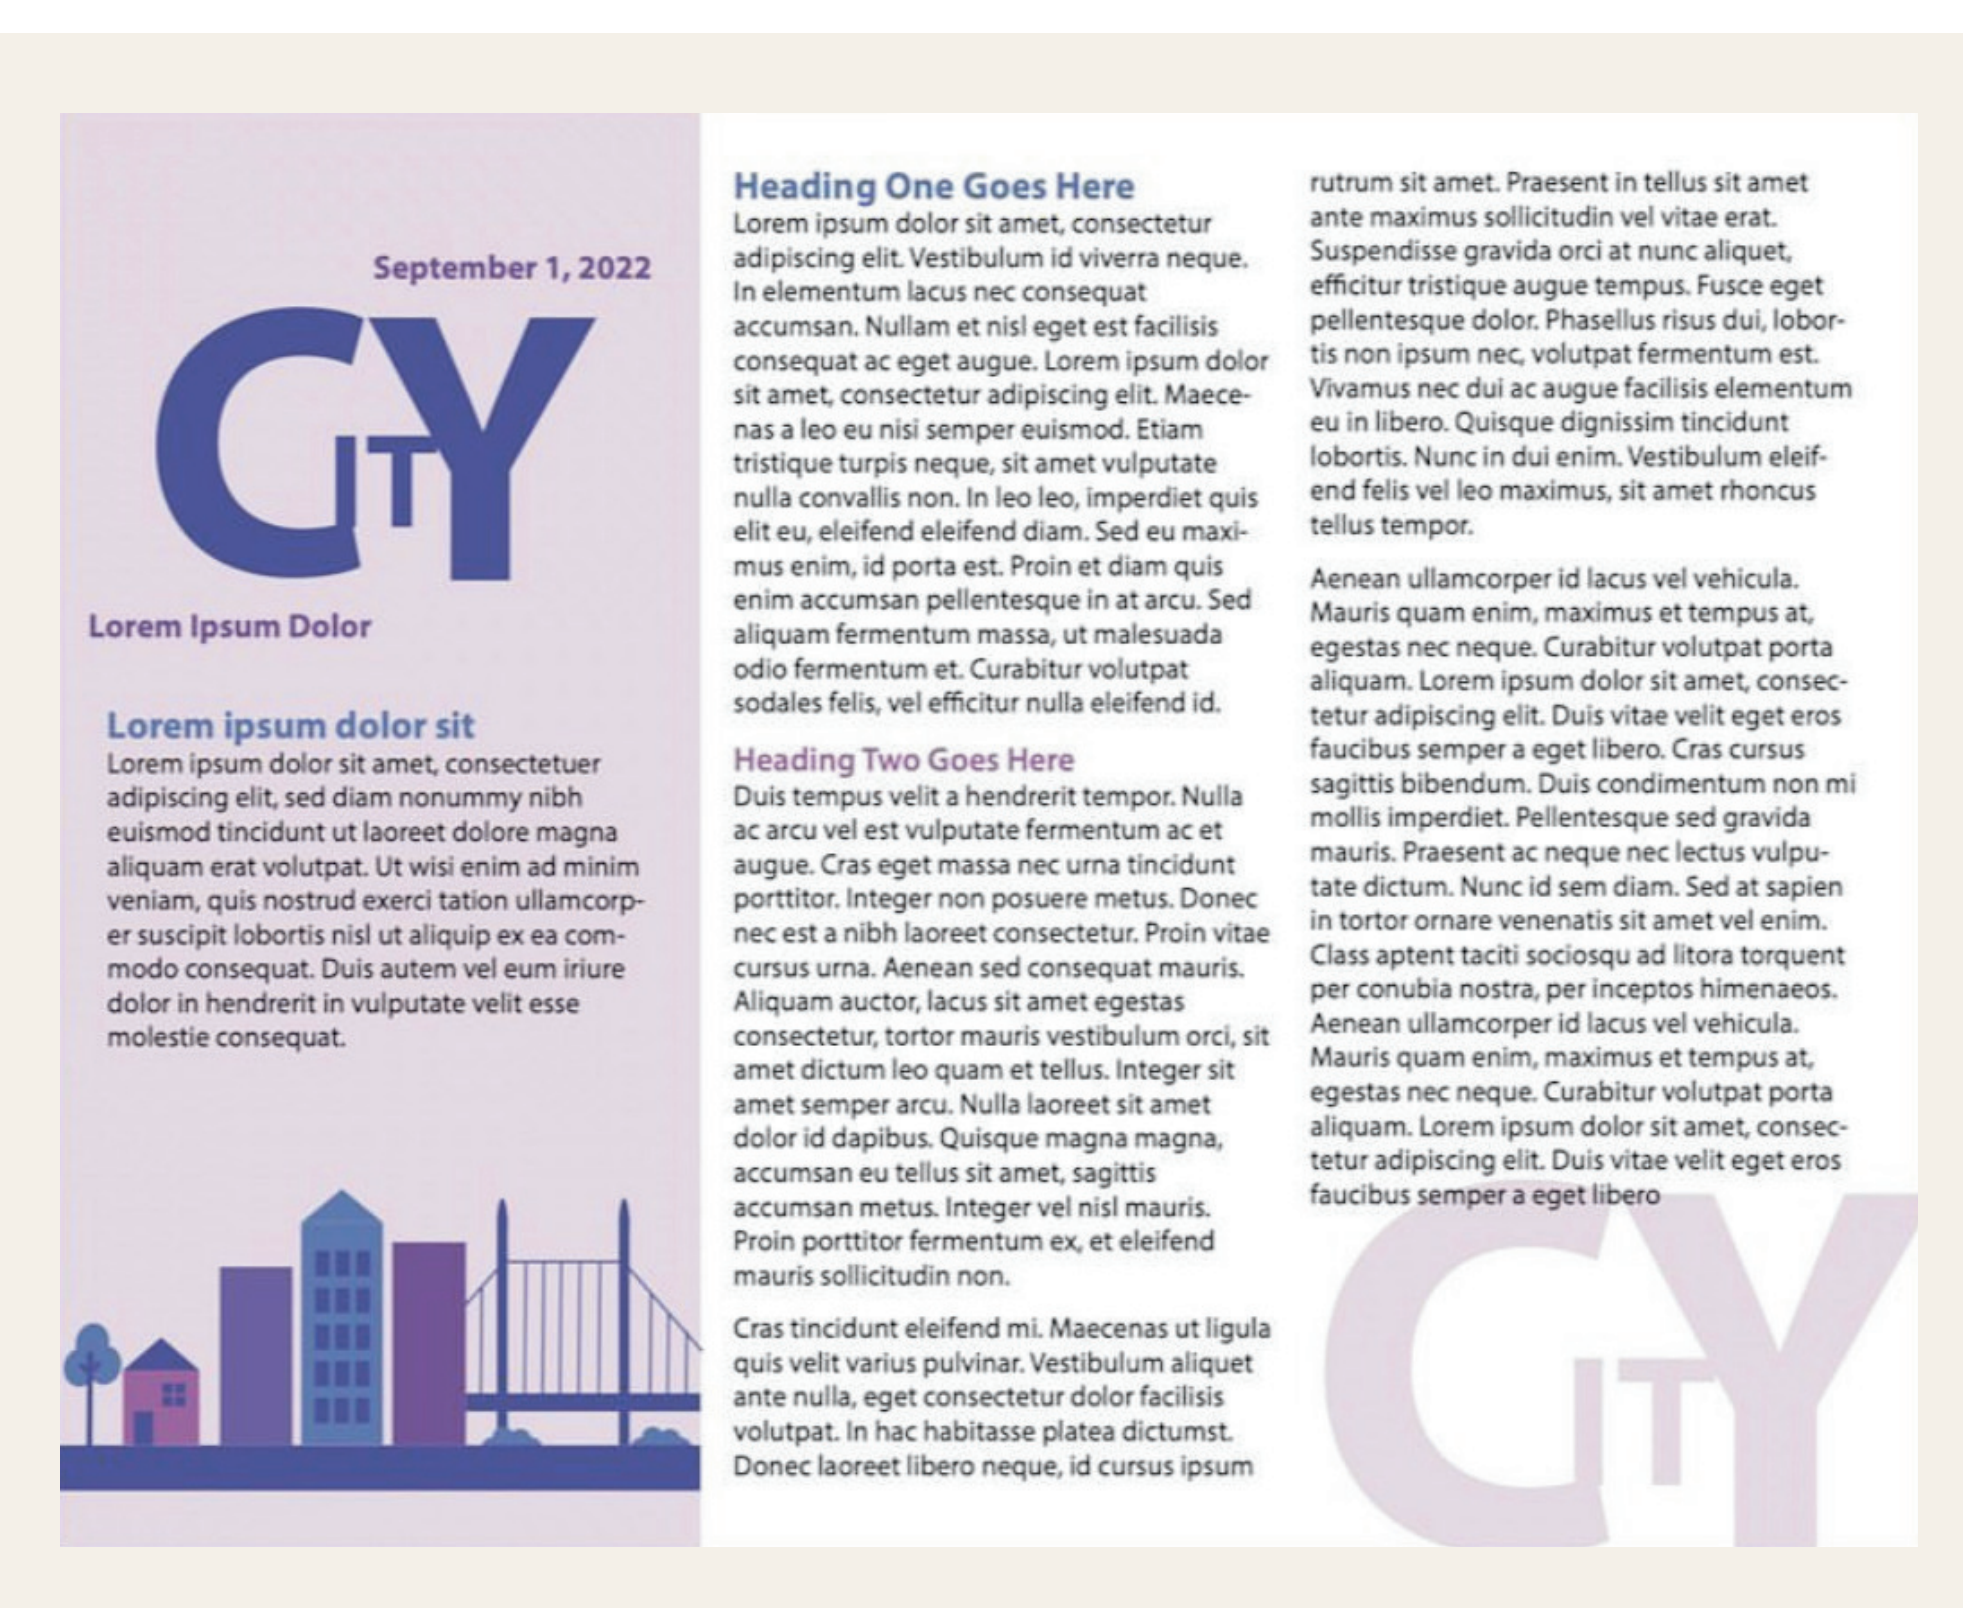 September 1, 2022
CITY
Lorem Ipsum Dolor
Lorem ipsum dolor sit
Lorem ipsum dolor sit amet, consectetuer
adipiscing elit, sed diam nonummy nibh
euismod tincidunt ut laoreet dolore magna
aliquam erat volutpat. Ut wisi enim ad minim
veniam, quis nostrud exerci tation ullamcorp-
er suscipit lobortis nisl ut aliquip ex ea com-
modo consequat. Duis autem vel eum iriure
dolor in hendrerit in vulputate velit esse
molestie consequat.
Heading One Goes Here
Lorem ipsum dolor sit amet, consectetur
adipiscing elit. Vestibulum id viverra neque.
In elementum lacus nec consequat
accumsan. Nullam et nisl eget est facilisis
consequat ac eget augue. Lorem ipsum dolor
sit amet, consectetur adipiscing elit. Maece-
nas a leo eu nisi semper euismod. Etiam
tristique turpis neque, sit amet vulputate
nulla convallis non. In leo leo, imperdiet quis
elit eu, eleifend eleifend diam. Sed eu maxi-
mus enim, id porta est. Proin et diam quis
enim accumsan pellentesque in at arcu. Sed
aliquam fermentum massa, ut malesuada
odio fermentum et. Curabitur volutpat
sodales felis, vel efficitur nulla eleifend id.
Heading Two Goes Here
Duis tempus velit a hendrerit tempor. Nulla
ac arcu vel est vulputate fermentum ac et
augue. Cras eget massa nec urna tincidunt
porttitor. Integer non posuere metus. Donec
nec est a nibh laoreet consectetur. Proin vitae
cursus urna. Aenean sed consequat mauris.
Aliquam auctor, lacus sit amet egestas
consectetur, tortor mauris vestibulum orci, sit
amet dictum leo quam et tellus. Integer sit
amet semper arcu. Nulla laoreet sit amet
dolor id dapibus. Quisque magna magna,
accumsan eu tellus sit amet, sagittis
accumsan metus. Integer vel nisl mauris.
Proin porttitor fermentum ex, et eleifend
mauris sollicitudin non.
Cras tincidunt eleifend mi. Maecenas ut ligula
quis velit varius pulvinar. Vestibulum aliquet
ante nulla, eget consectetur dolor facilisis
volutpat. In hac habitasse platea dictumst.
Donec laoreet libero neque, id cursus ipsum
rutrum sit amet. Praesent in tellus sit amet
ante maximus sollicitudin vel vitae erat.
Suspendisse gravida orci at nunc aliquet,
efficitur tristique augue tempus. Fusce eget
pellentesque dolor. Phasellus risus dui, lobor-
tis non ipsum nec, volutpat fermentum est.
Vivamus nec dui ac augue facilisis elementum
eu in libero. Quisque dignissim tincidunt
lobortis. Nunc in dui enim. Vestibulum eleif-
end felis vel leo maximus, sit amet rhoncus
tellus tempor.
Aenean ullamcorper id lacus vel vehicula.
Mauris quam enim, maximus et tempus at,
egestas nec neque. Curabitur volutpat porta
aliquam. Lorem ipsum dolor sit amet, consec-
tetur adipiscing elit. Duis vitae velit eget eros
faucibus semper a eget libero. Cras cursus
sagittis bibendum. Duis condimentum non mi
mollis imperdiet. Pellentesque sed gravida
mauris. Praesent ac neque nec lectus vulpu-
tate dictum. Nunc id sem diam. Sed at sapien
in tortor ornare venenatis sit amet vel enim.
Class aptent taciti sociosqu ad litora torquent
per conubia nostra, per inceptos himenaeos.
Aenean ullamcorper id lacus vel vehicula.
Mauris quam enim, maximus et tempus at,
egestas nec neque. Curabitur volutpat porta
aliquam. Lorem ipsum dolor sit amet, consec-
tetur adipiscing elit. Duis vitae velit eget eros
faucibus semper a eget libero
CITY